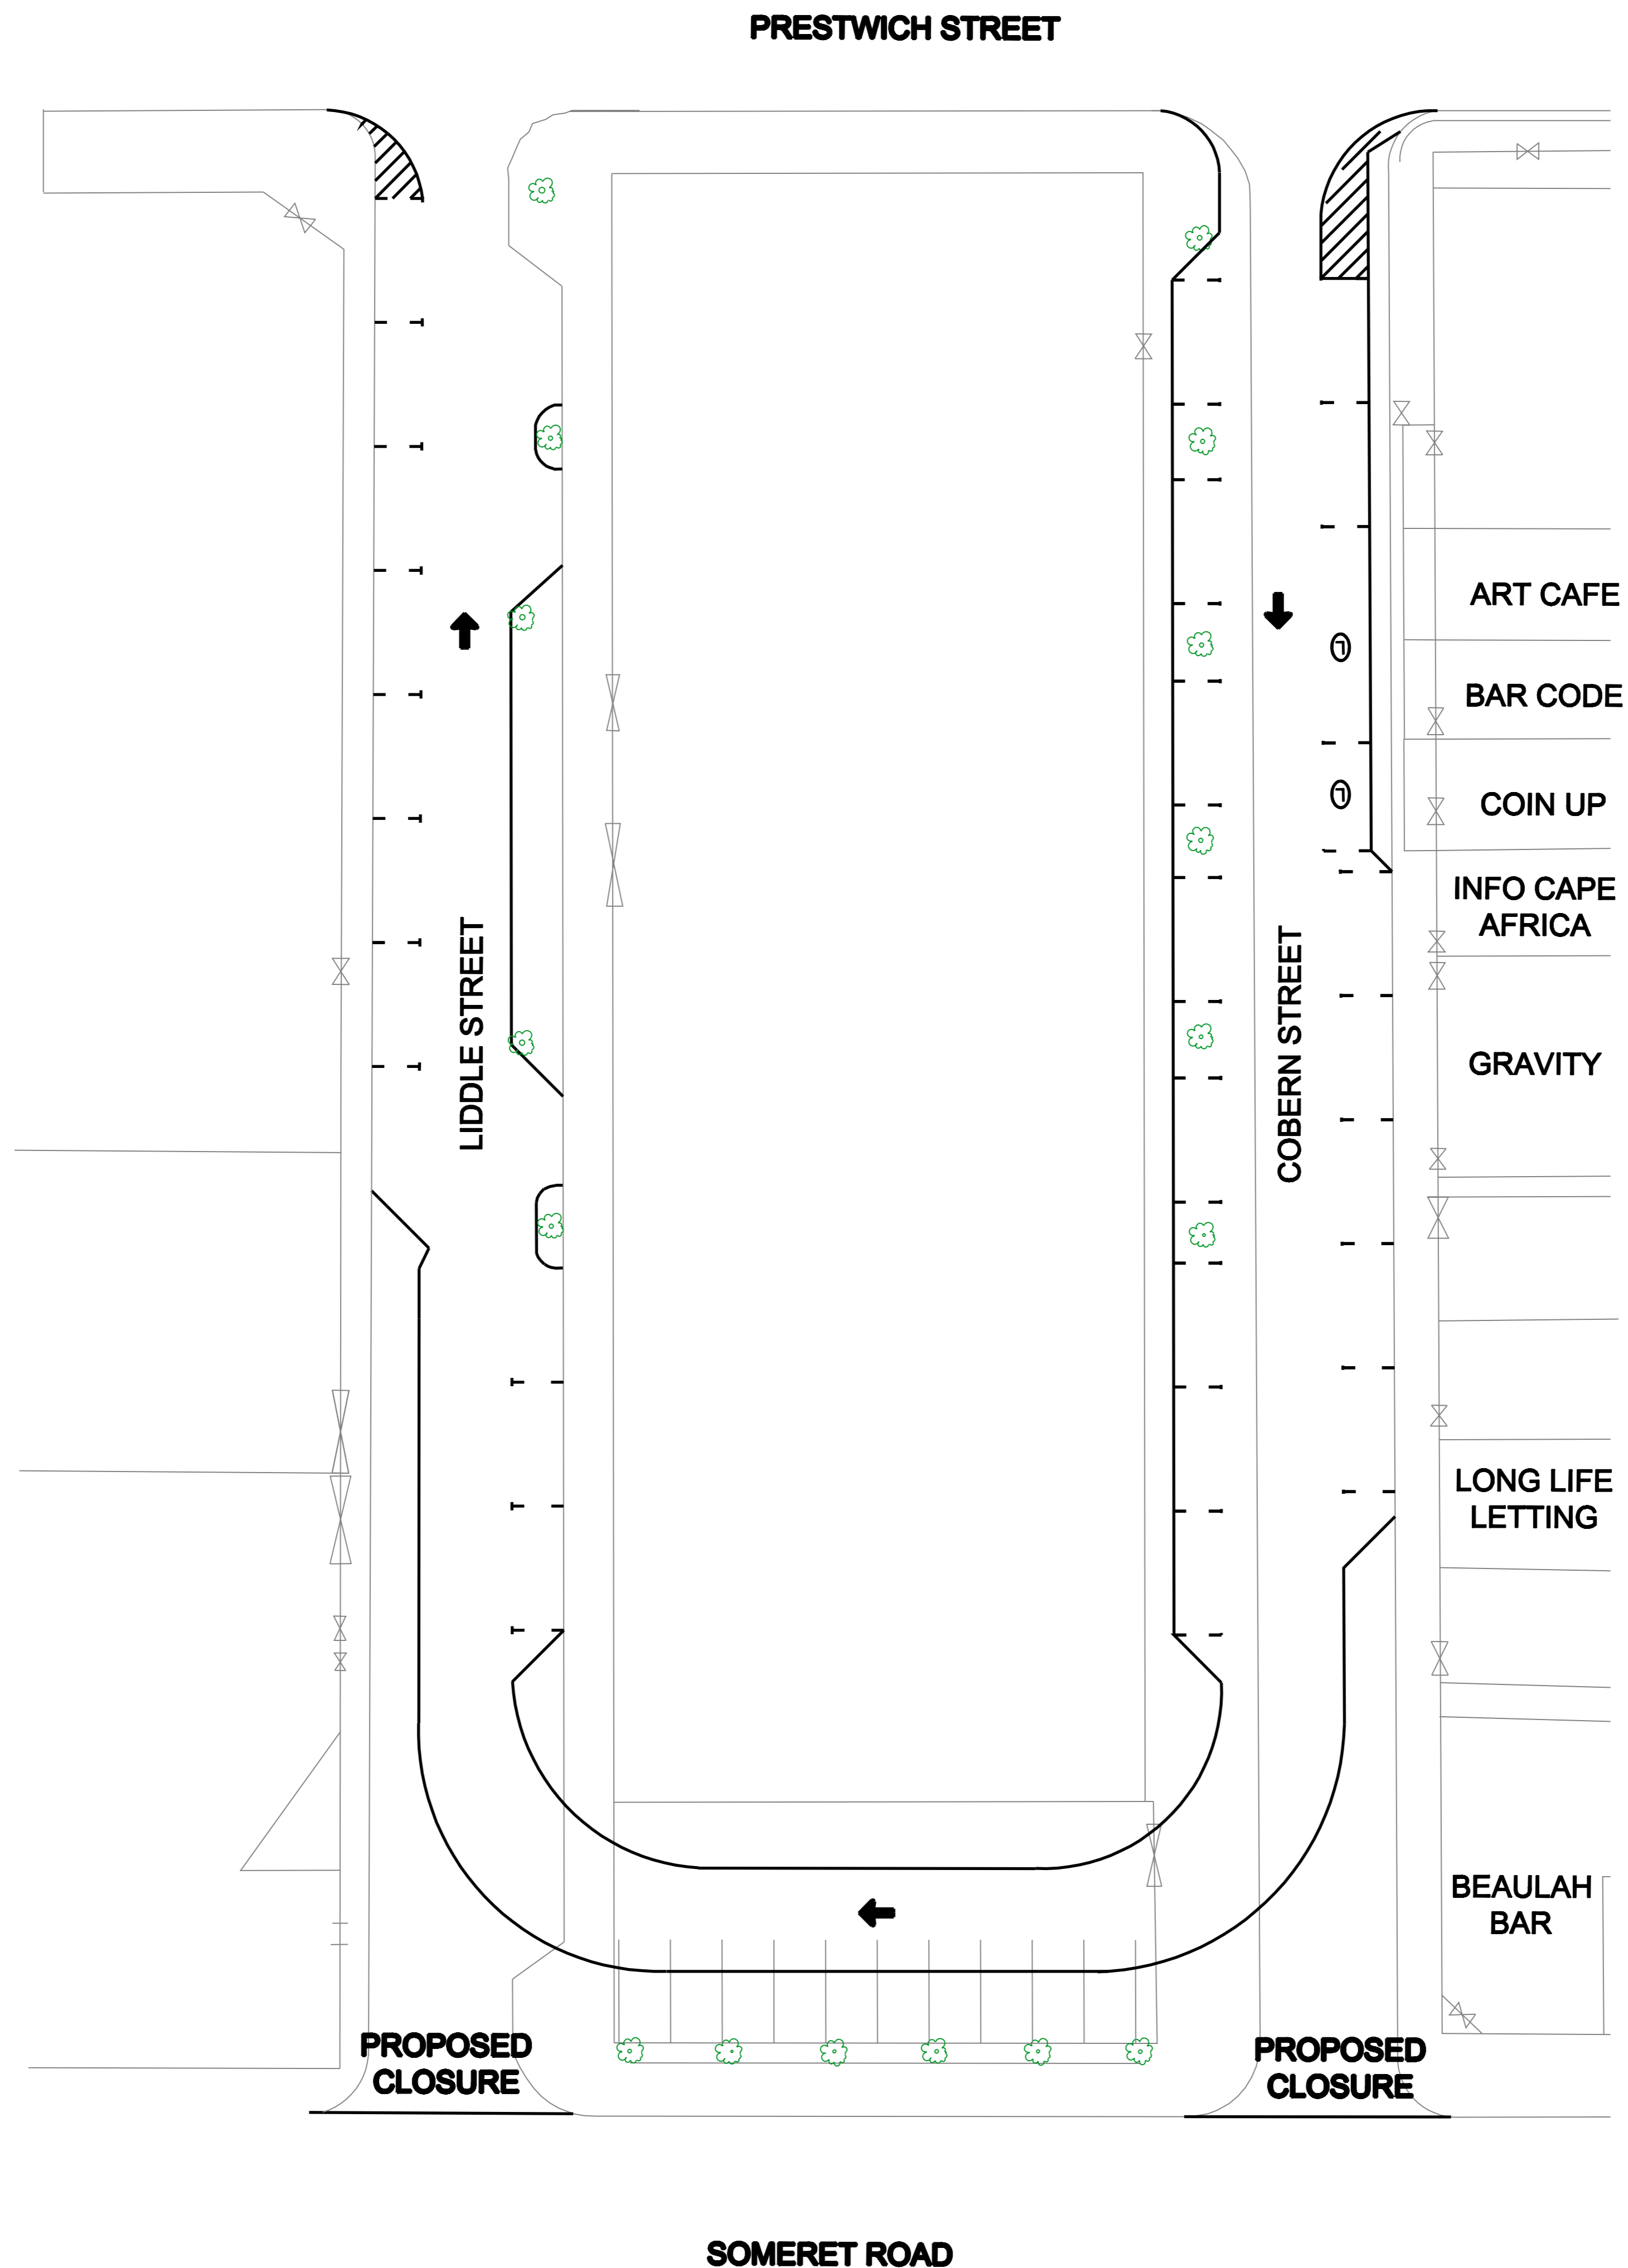 PRESTWICH STREET
ART CAFE
BAR CODE
COIN UP
INFO CAPE
AFRICA
LIDDLE STREET
COBERN STREET
GRAVITY
LONG LIFE
LETTING
BEAULAH
BAR
PROPOSED
CLOSURE
PROPOSED
CLOSURE
SOMERET ROAD